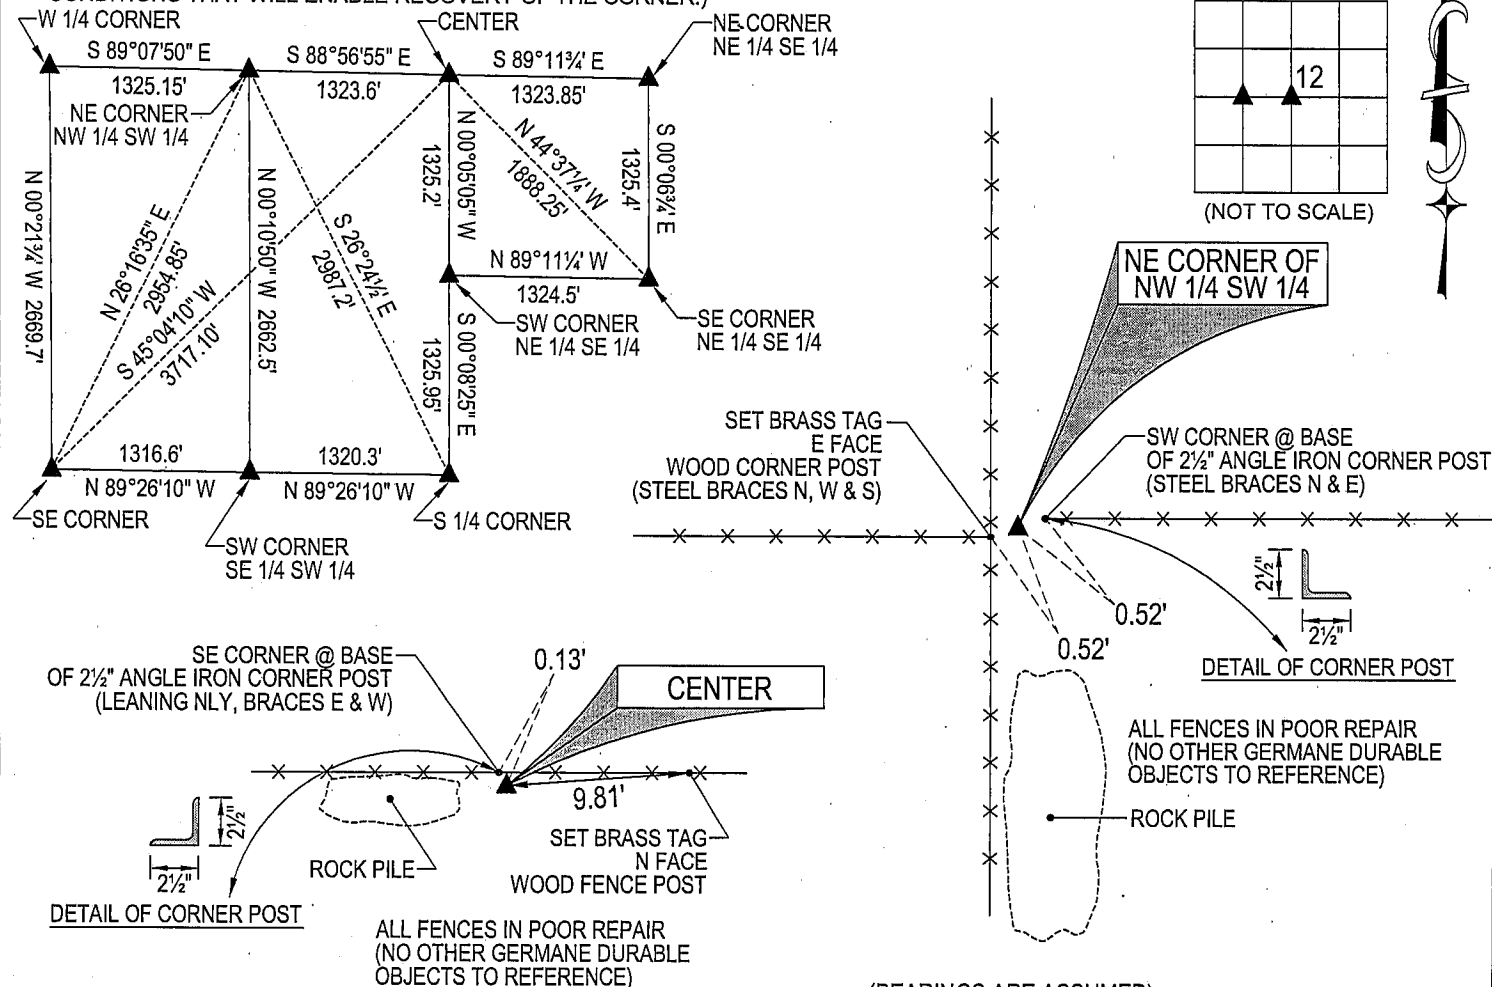 CONDITIONS THAT WILL ENABLE RECOVERY OF THE CORNER.)
W 1/4 CORNER
CENTER
NE CORNER
NE 1/4 SE 1/4
S 89°07'50" E
1325.15'
S 88°56'55" E
1323.6'
S 89°11¾' E
1323.85'
NE CORNER
NW 1/4 SW 1/4
N 00°21¾' W 2669.7'
N 26°16'35" E
2954.85'
S 45°04'10" W
3717.10'
N 00°10'50" W 2662.5'
S 26°24½' E
2987.2'
N 00°05'05" W
1325.2'
N 44°37¼' W
1888.25'
S 00°06¾' E
1325.4'
N 89°11¼' W
1324.5'
SW CORNER
NE 1/4 SE 1/4
SE CORNER
NE 1/4 SE 1/4
S 00°08'25" E
1325.95'
1316.6'
N 89°26'10" W
1320.3'
N 89°26'10" W
SE CORNER
SW CORNER
SE 1/4 SW 1/4
S 1/4 CORNER
12
(NOT TO SCALE)
NE CORNER OF
NW 1/4 SW 1/4
SET BRASS TAG
E FACE
WOOD CORNER POST
(STEEL BRACES N, W & S)
SW CORNER @ BASE
OF 2½" ANGLE IRON CORNER POST
(STEEL BRACES N & E)
0.52'
0.52'
2½"
2½"
DETAIL OF CORNER POST
ALL FENCES IN POOR REPAIR
(NO OTHER GERMANE DURABLE
OBJECTS TO REFERENCE)
ROCK PILE
SE CORNER @ BASE
OF 2½" ANGLE IRON CORNER POST
(LEANING NLY, BRACES E & W)
0.13'
CENTER
9.81'
SET BRASS TAG
N FACE
WOOD FENCE POST
ROCK PILE
2½"
2½"
DETAIL OF CORNER POST
ALL FENCES IN POOR REPAIR
(NO OTHER GERMANE DURABLE
OBJECTS TO REFERENCE)
(BEARINGS ARE ASSUMED)